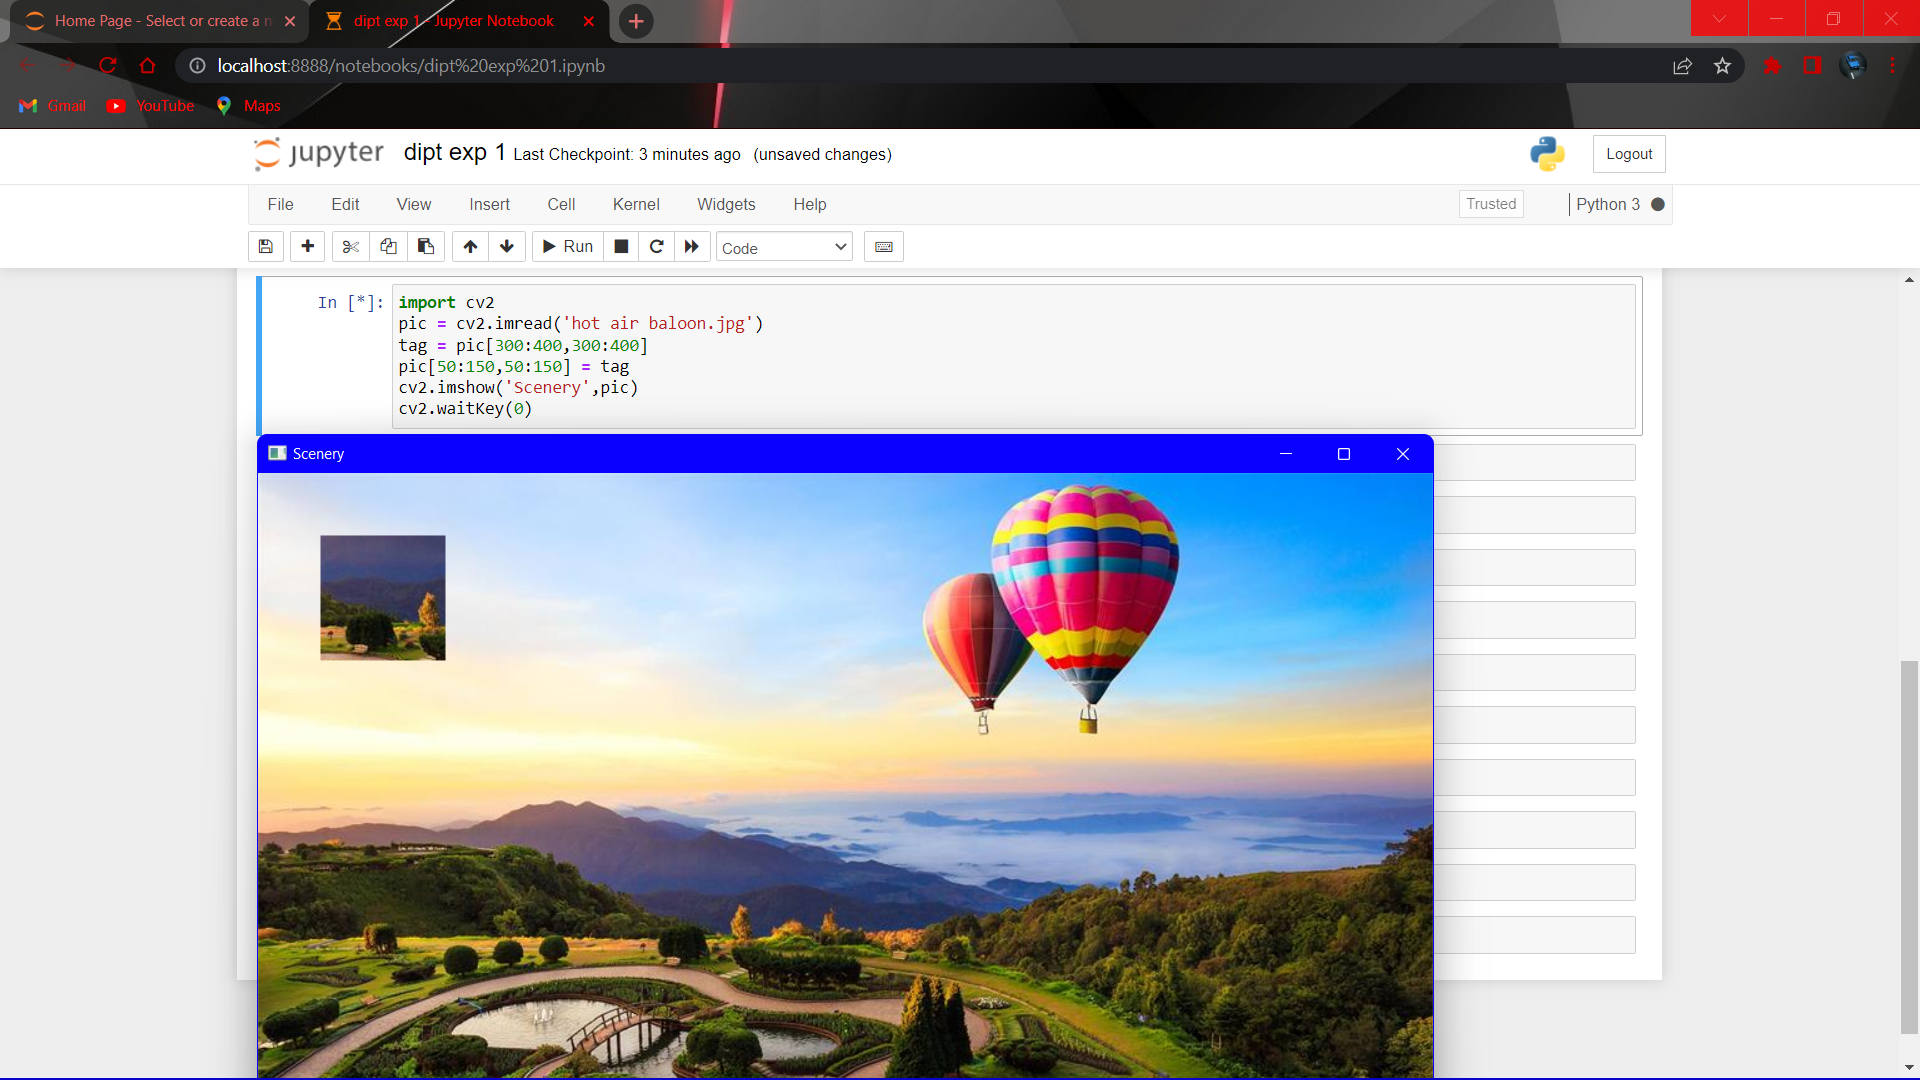 Home Page - Select or create a n
dipt exp 1 - Jupyter Notebook
localhost:8888/notebooks/dipt%20exp%201.ipynb
Gmail YouTube Maps
jupyter dipt exp 1 Last Checkpoint: 3 minutes ago (unsaved changes) Logout
File Edit View Insert Cell Kernel Widgets Help Trusted Python 3
Run Code
In [*]: import cv2
pic = cv2.imread('hot air baloon.jpg')
tag = pic[300:400,300:400]
pic[50:150,50:150] = tag
cv2.imshow('Scenery',pic)
cv2.waitKey(0)
Scenery